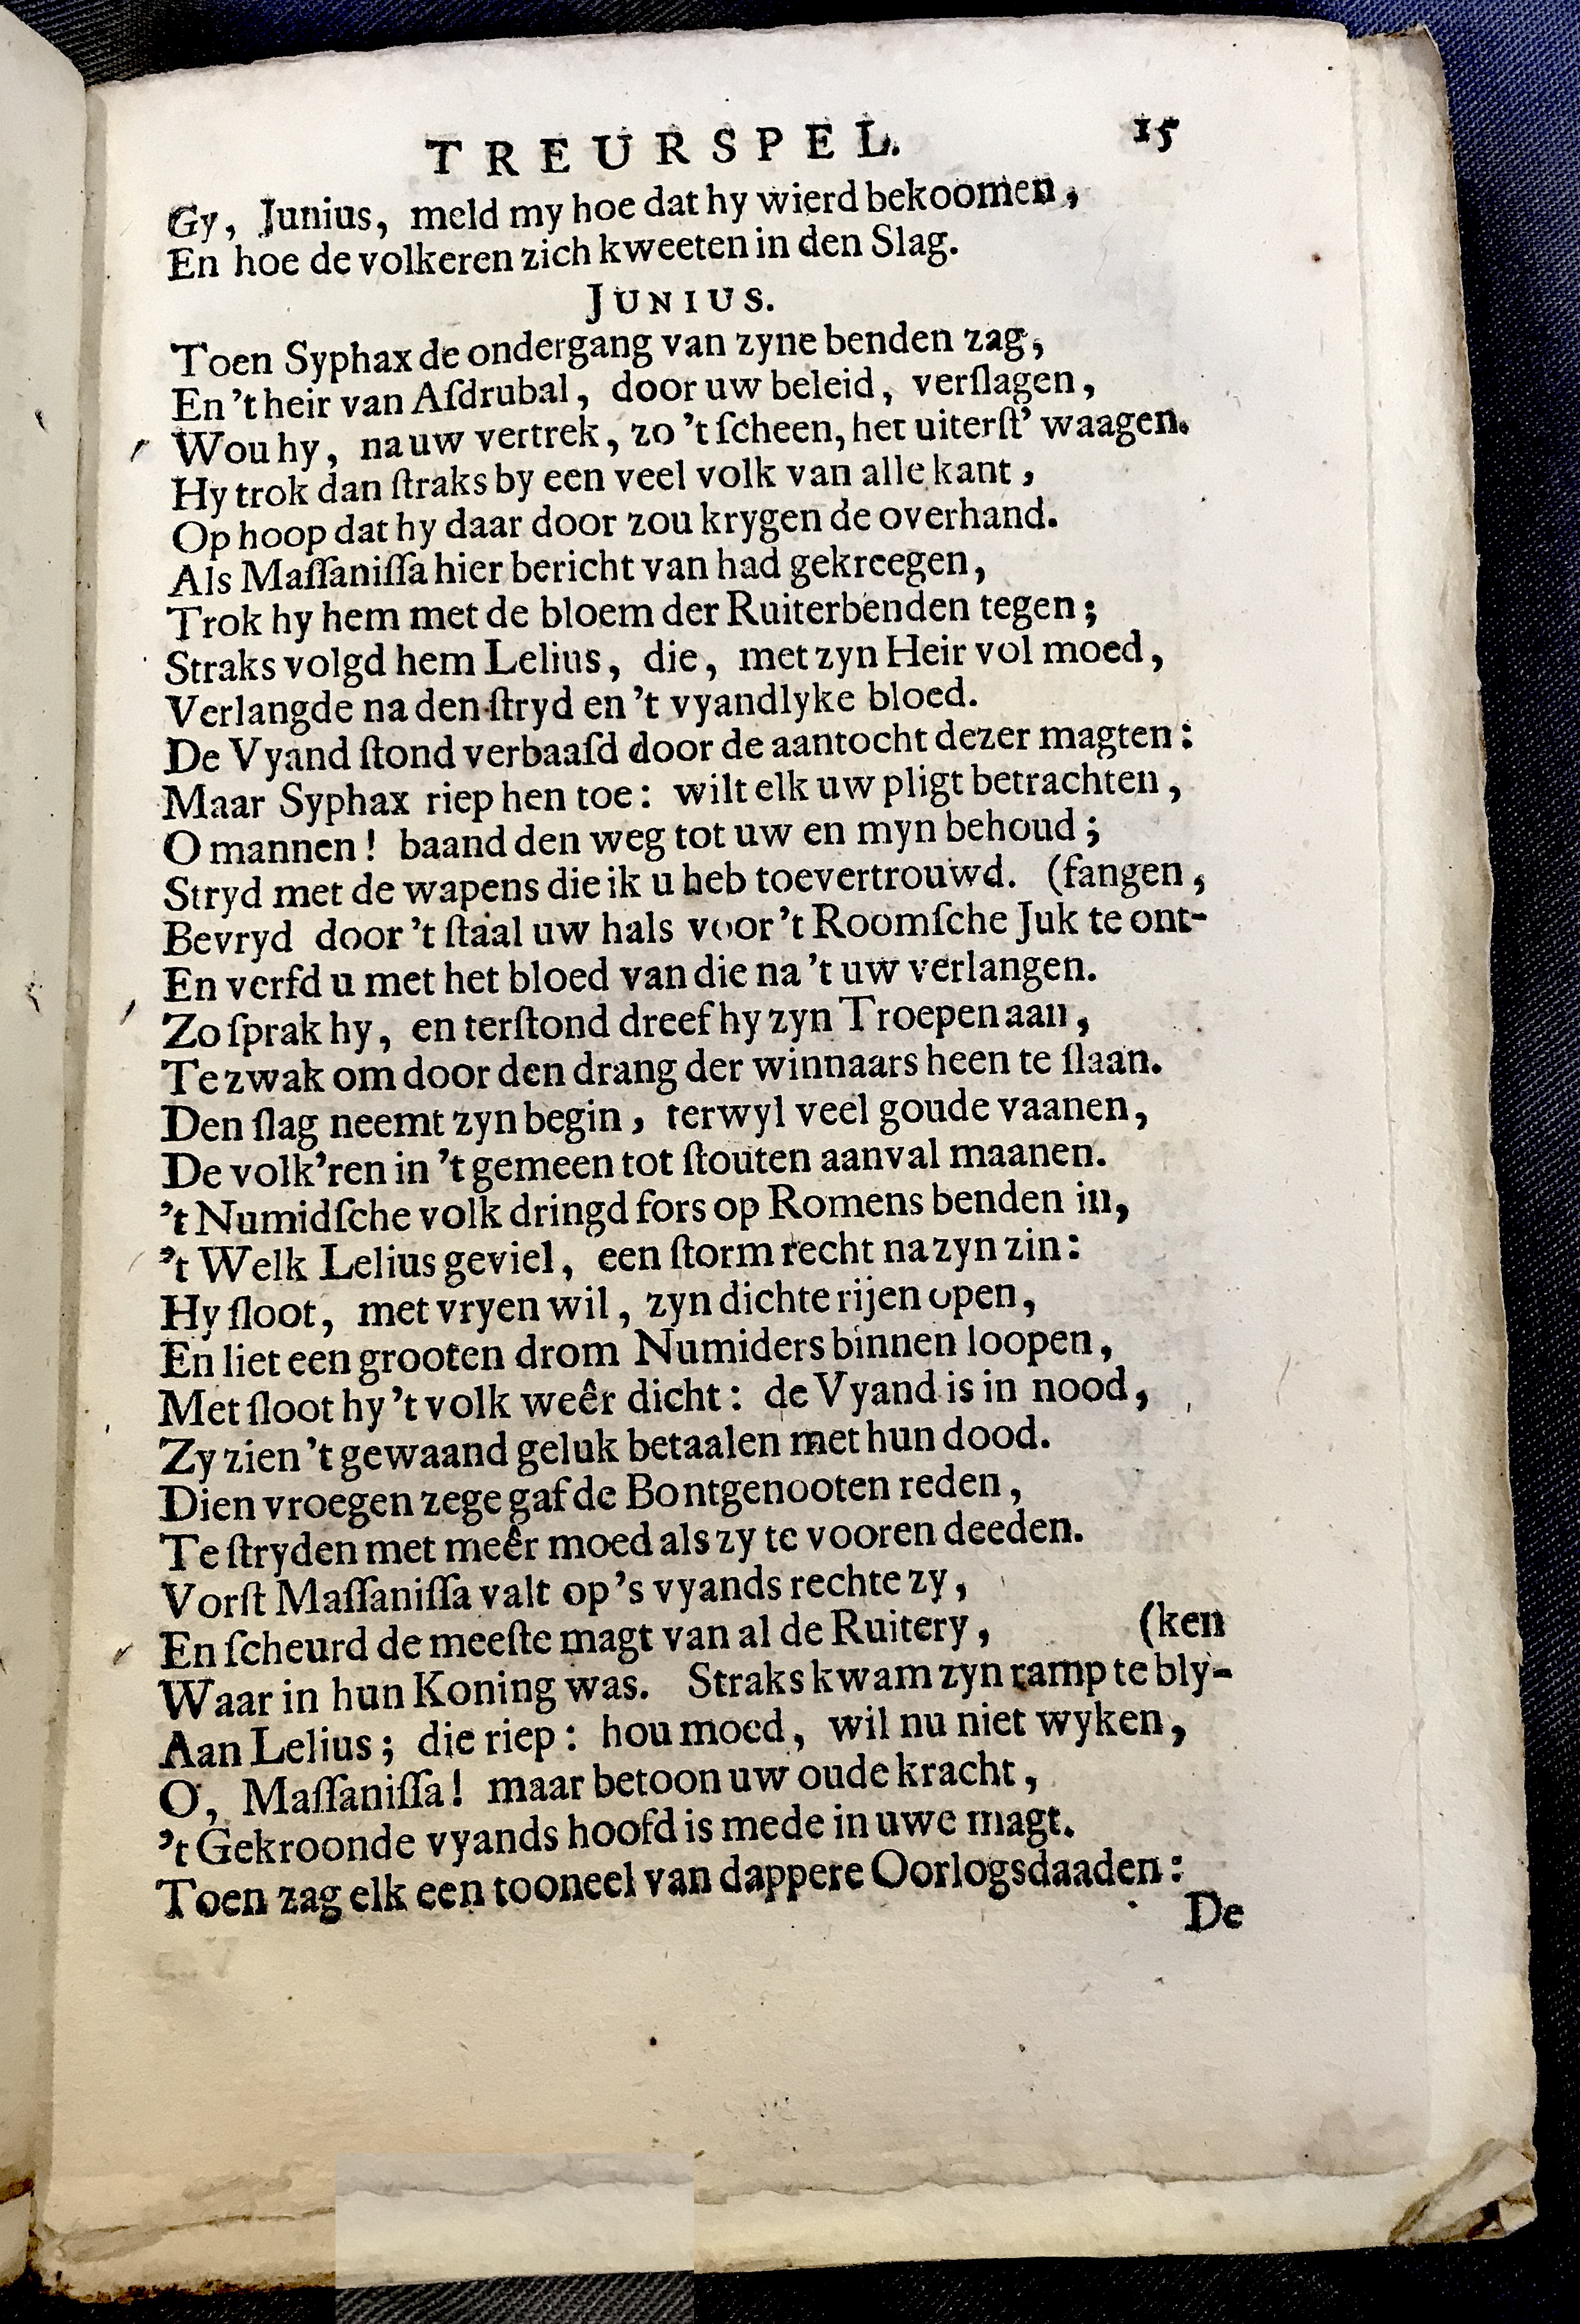 TREURSPEL. 15
Gy, Junius, meld my hoe dat hy wierd bekoomen,
En hoe de volkeren zich kweeten in den Slag.
JUNIUS.
Toen Syphax de ondergang van zyne benden zag,
En 't heir van Aſdrubal, door uw beleid, verſlagen,
Wou hy, na uw vertrek, zo 't ſcheen, het uiterſt' waagen.
Hy trok dan ſtraks by een veel volk van alle kant,
Op hoop dat hy daar door zou krygen de overhand.
Als Maſſaniſſa hier bericht van had gekreegen,
Trok hy hem met de bloem der Ruiterbenden tegen;
Straks volgd hem Lelius, die, met zyn Heir vol moed,
Verlangde na den ſtryd en 't vyandlyke bloed.
De Vyand ſtond verbaaſd door de aantocht dezer magten:
Maar Syphax riep hen toe: wilt elk uw pligt betrachten,
O mannen! baand den weg tot uw en myn behoud;
Stryd met de wapens die ik u heb toevertrouwd. (fangen,
Bevryd door 't ſtaal uw hals voor 't Roomſche Juk te ont-
En verfd u met het bloed van die na 't uw verlangen.
Zo ſprak hy, en terſtond dreef hy zyn Troepen aan,
Te zwak om door den drang der winnaars heen te ſlaan.
Den ſlag neemt zyn begin, terwyl veel goude vaanen,
De volk'ren in 't gemeen tot ſtouten aanval maanen.
't Numidſche volk dringd fors op Romens benden in,
't Welk Lelius geviel, een ſtorm recht na zyn zin:
Hy ſloot, met vryen wil, zyn dichte rijen open,
En liet een grooten drom Numiders binnen loopen,
Met ſloot hy 't volk weêr dicht: de Vyand is in nood,
Zy zien 't gewaand geluk betaalen met hun dood.
Dien vroegen zege gaf de Bontgenooten reden,
Te ſtryden met meêr moed als zy te vooren deeden.
Vorſt Maſſaniſſa valt op 's vyands rechte zy,
En ſcheurd de meeſte magt van al de Ruitery, (ken
Waar in hun Koning was. Straks kwam zyn ramp te bly-
Aan Lelius; die riep: hou moed, wil nu niet wyken,
O, Maſſaniſſa! maar betoon uw oude kracht,
't Gekroonde vyands hoofd is mede in uwe magt.
Toen zag elk een tooneel van dappere Oorlogsdaaden:
De